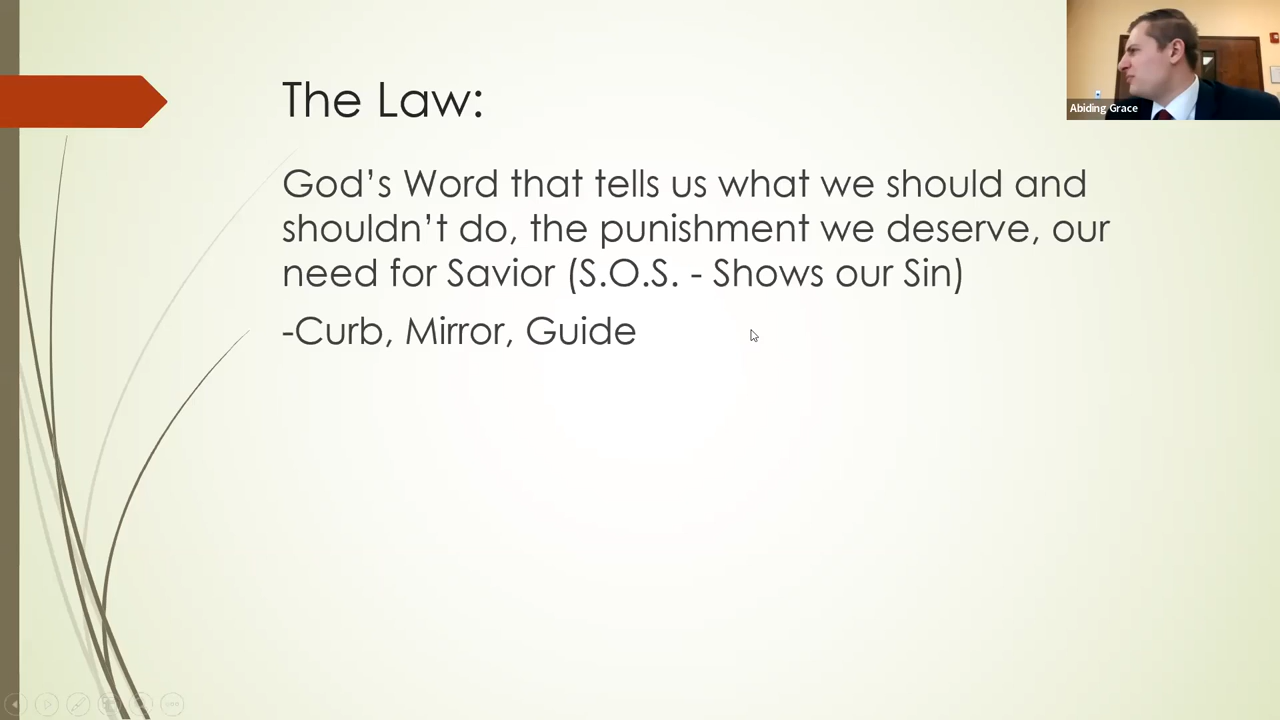 Abiding Grace
The Law:
God's Word that tells us what we should and
shouldn't do, the punishment we deserve, our
need for Savior (S.O.S. - Shows our Sin)
-Curb, Mirror, Guide